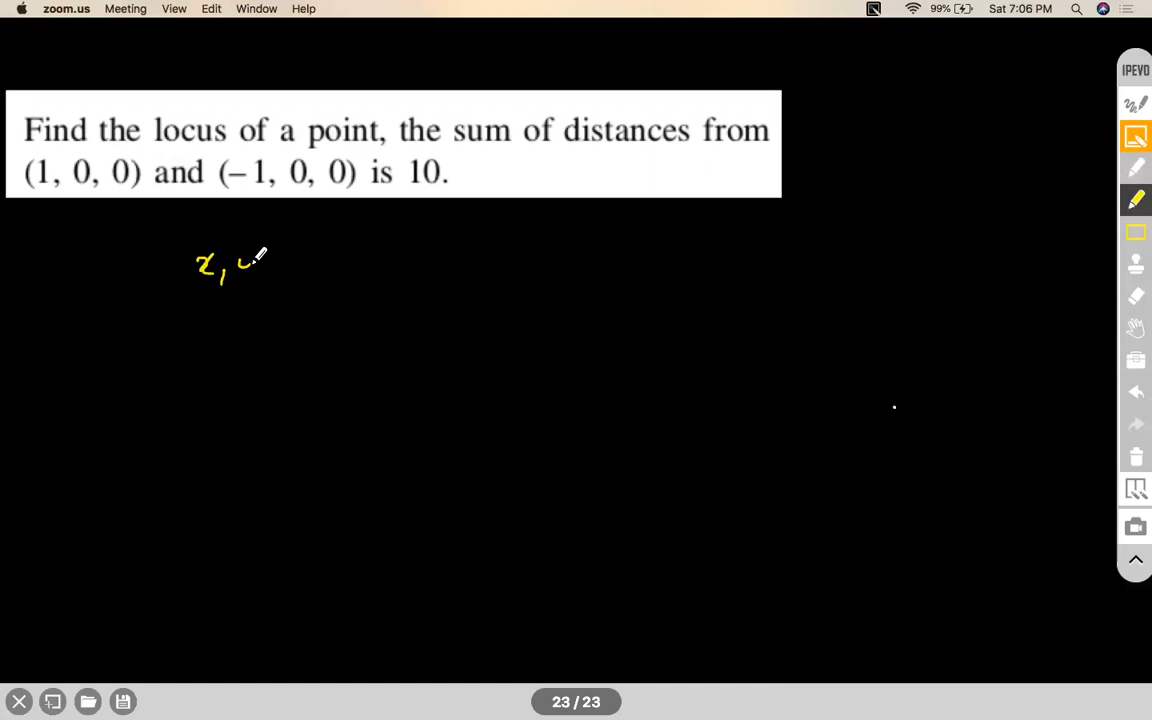 zoom.us Meeting View Edit Window Help 99% Sat 7:06 PM
IPEVO
Find the locus of a point, the sum of distances from
(1, 0, 0) and (−1, 0, 0) is 10.
x,
23 / 23